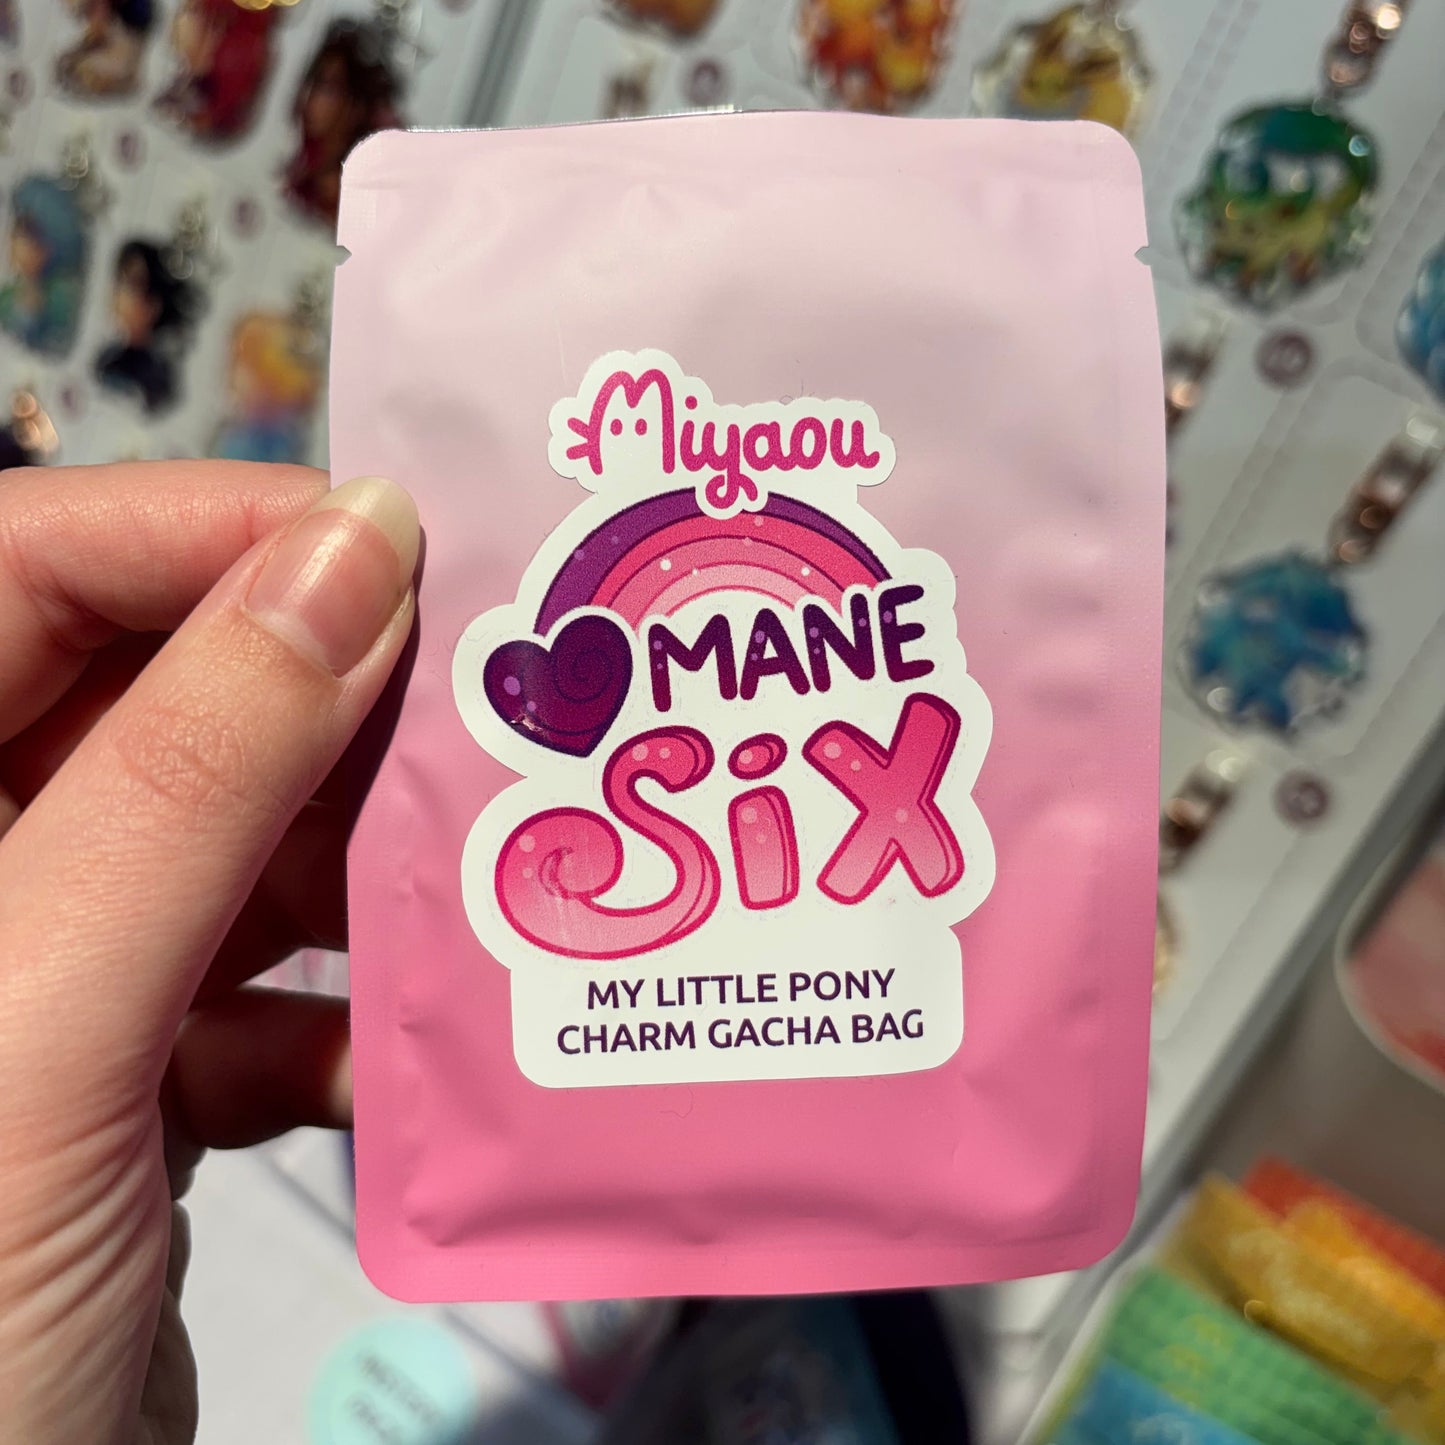 Miyaou
MANE
Six
MY LITTLE PONY
CHARM GACHA BAG